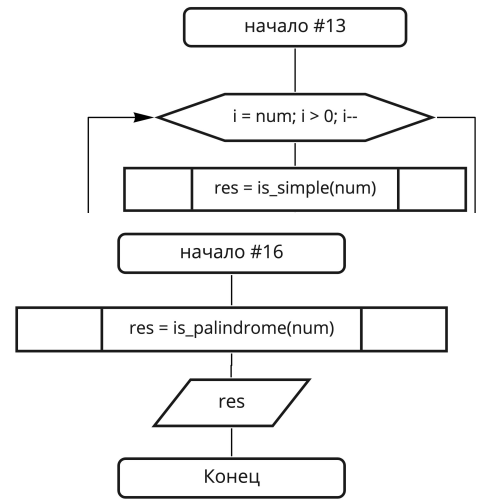 начало #13
i = num; i > 0; i--
res = is_simple(num)
начало #16
res = is_palindrome(num)
res
Конец